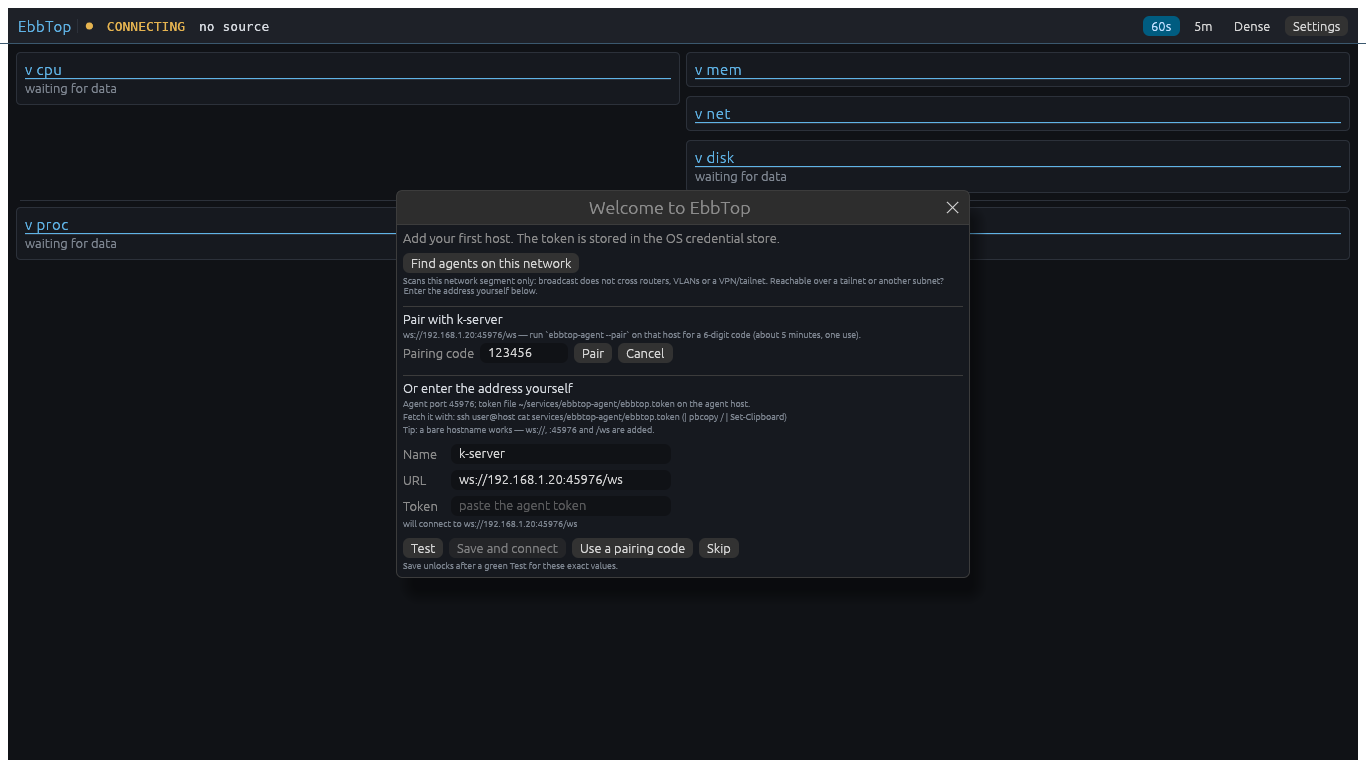 EbbTop CONNECTING no source 60s 5m Dense Settings
v cpu
waiting for data
v mem
v net
v disk
waiting for data
v proc
waiting for data
Welcome to EbbTop
Add your first host. The token is stored in the OS credential store.
Find agents on this network
Scans this network segment only: broadcast does not cross routers, VLANs or a VPN/tailnet. Reachable over a tailnet or another subnet?
Enter the address yourself below.
Pair with k-server
ws://192.168.1.20:45976/ws — run `ebbtop-agent --pair` on that host for a 6-digit code (about 5 minutes, one use).
Pairing code 123456 Pair Cancel
Or enter the address yourself
Agent port 45976; token file ~/services/ebbtop-agent/ebbtop.token on the agent host.
Fetch it with: ssh user@host cat services/ebbtop-agent/ebbtop.token (| pbcopy / | Set-Clipboard)
Tip: a bare hostname works — ws://, :45976 and /ws are added.
Name k-server
URL ws://192.168.1.20:45976/ws
Token paste the agent token
will connect to ws://192.168.1.20:45976/ws
Test Save and connect Use a pairing code Skip
Save unlocks after a green Test for these exact values.